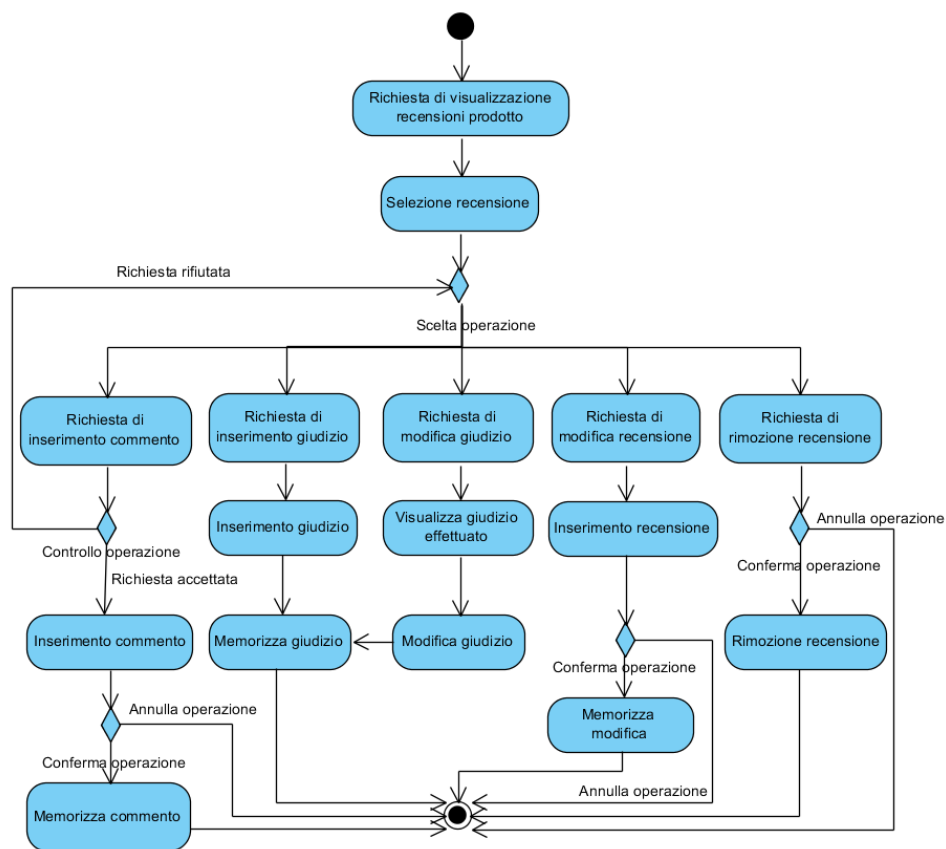 Richiesta di visualizzazione
recensioni prodotto
Selezione recensione
Richiesta rifiutata
Scelta operazione
Richiesta di
inserimento commento
Richiesta di
inserimento giudizio
Richiesta di
modifica giudizio
Richiesta di
modifica recensione
Richiesta di
rimozione recensione
Inserimento giudizio
Visualizza giudizio
effettuato
Inserimento recensione
Annulla operazione
Controllo operazione
Conferma operazione
Richiesta accettata
Inserimento commento
Memorizza giudizio
Modifica giudizio
Rimozione recensione
Conferma operazione
Annulla operazione
Memorizza
modifica
Conferma operazione
Annulla operazione
Memorizza commento